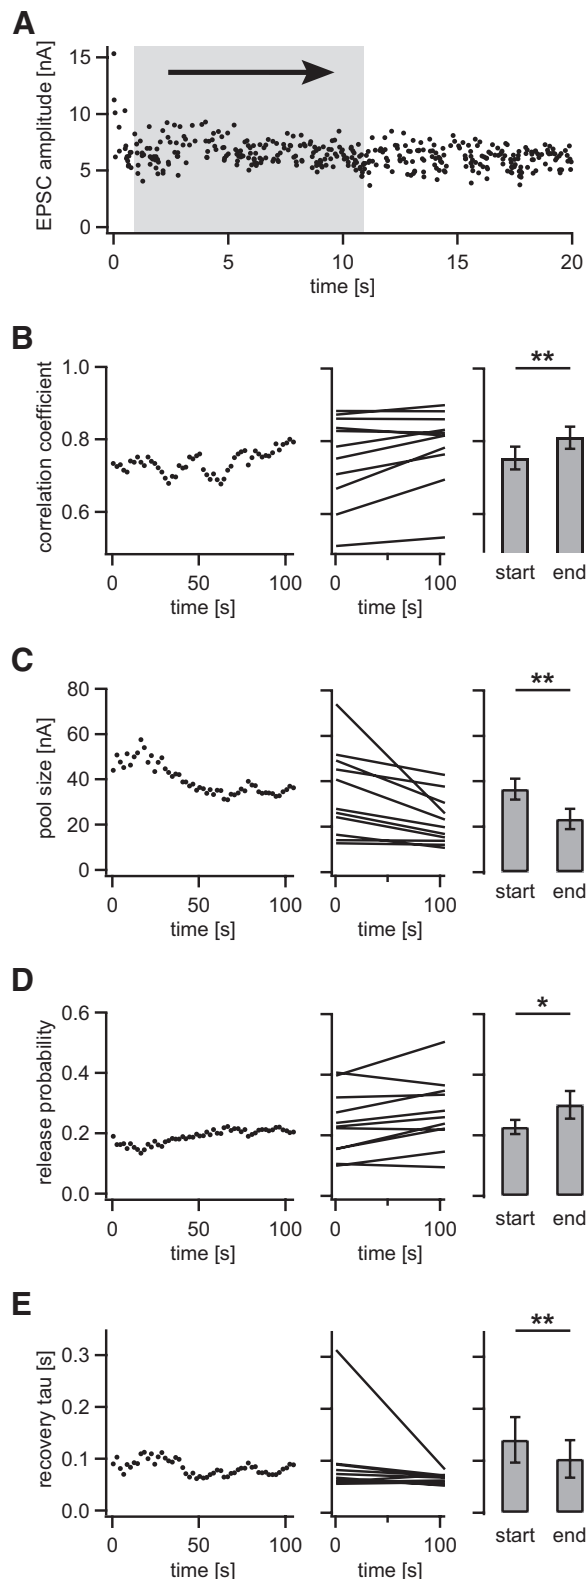 A
EPSC amplitude [nA]
15
10
5
0
0 5 10 15 20
time [s]
B
correlation coefficient
1.0
0.8
0.6
**
0 50 100
time [s]
0 100
time [s]
start end
C
pool size [nA]
80
60
40
20
0
**
0 50 100
time [s]
0 100
time [s]
start end
D
release probability
0.6
0.4
0.2
0.0
*
0 50 100
time [s]
0 100
time [s]
start end
E
recovery tau [s]
0.3
0.2
0.1
0.0
**
0 50 100
time [s]
0 100
time [s]
start end